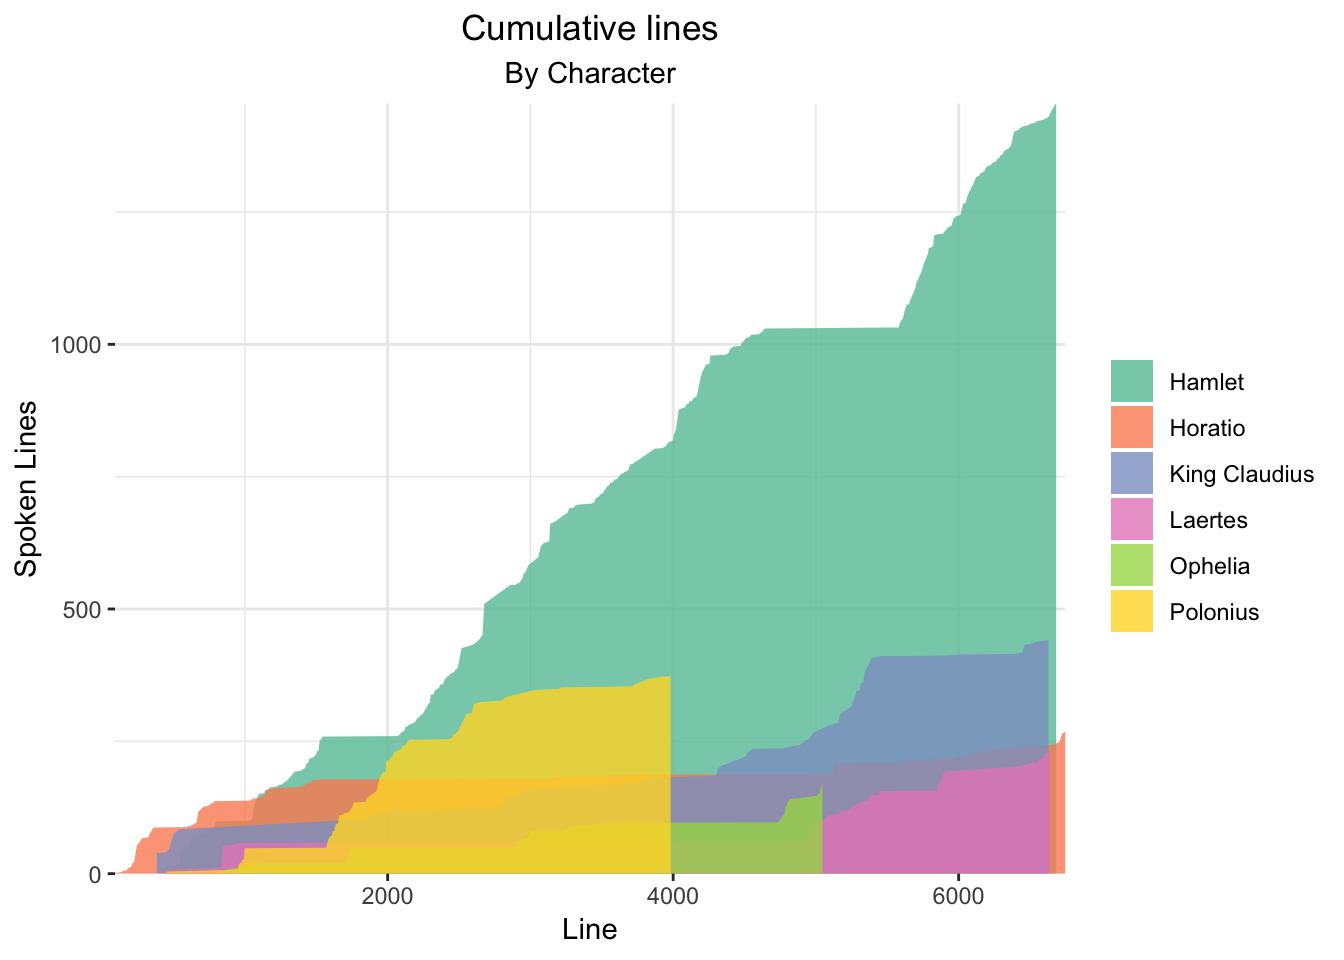 Cumulative lines
By Character
Spoken Lines
1000
500
0
2000
4000
6000
Line
Hamlet
Horatio
King Claudius
Laertes
Ophelia
Polonius